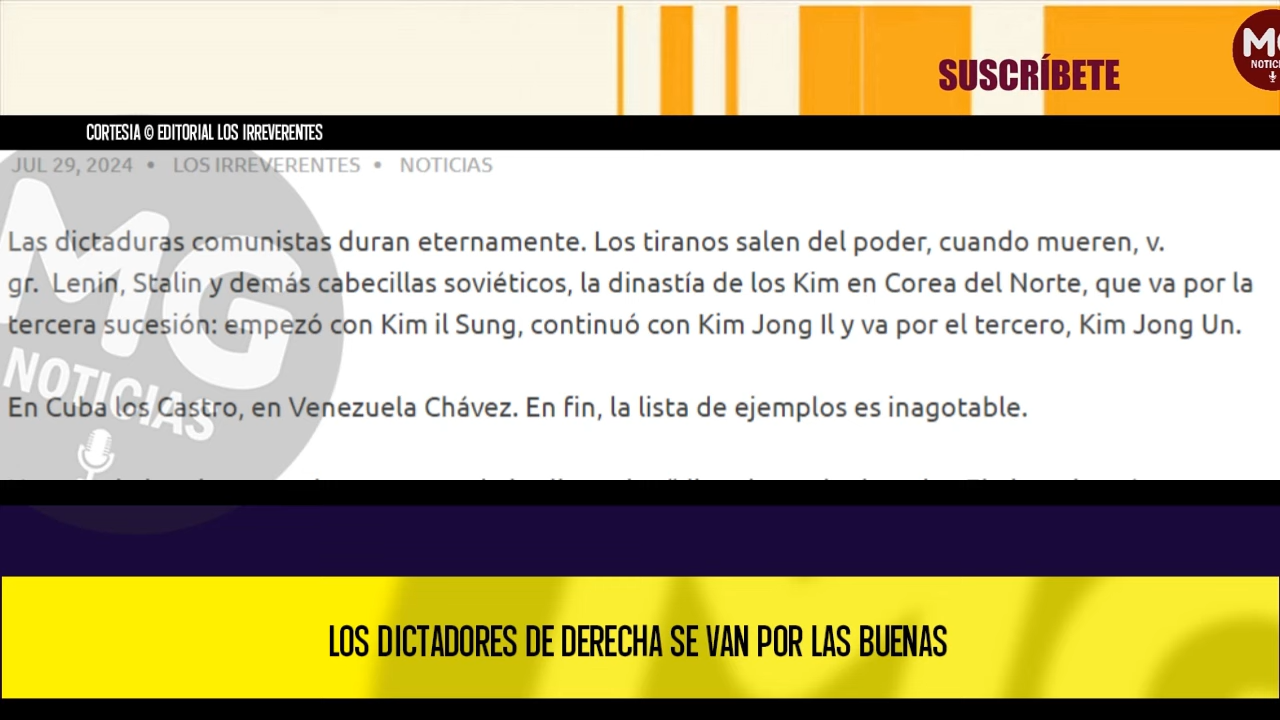 SUSCRÍBETE
MG
NOTICI
CORTESIA © EDITORIAL LOS IRREVERENTES
JUL 29, 2024 • LOS IRREVERENTES • NOTICIAS
Las dictaduras comunistas duran eternamente. Los tiranos salen del poder, cuando mueren, v.
gr. Lenin, Stalin y demás cabecillas soviéticos, la dinastía de los Kim en Corea del Norte, que va por la
tercera sucesión: empezó con Kim il Sung, continuó con Kim Jong Il y va por el tercero, Kim Jong Un.
En Cuba los Castro, en Venezuela Chávez. En fin, la lista de ejemplos es inagotable.
MG
NOTICIAS
LOS DICTADORES DE DERECHA SE VAN POR LAS BUENAS